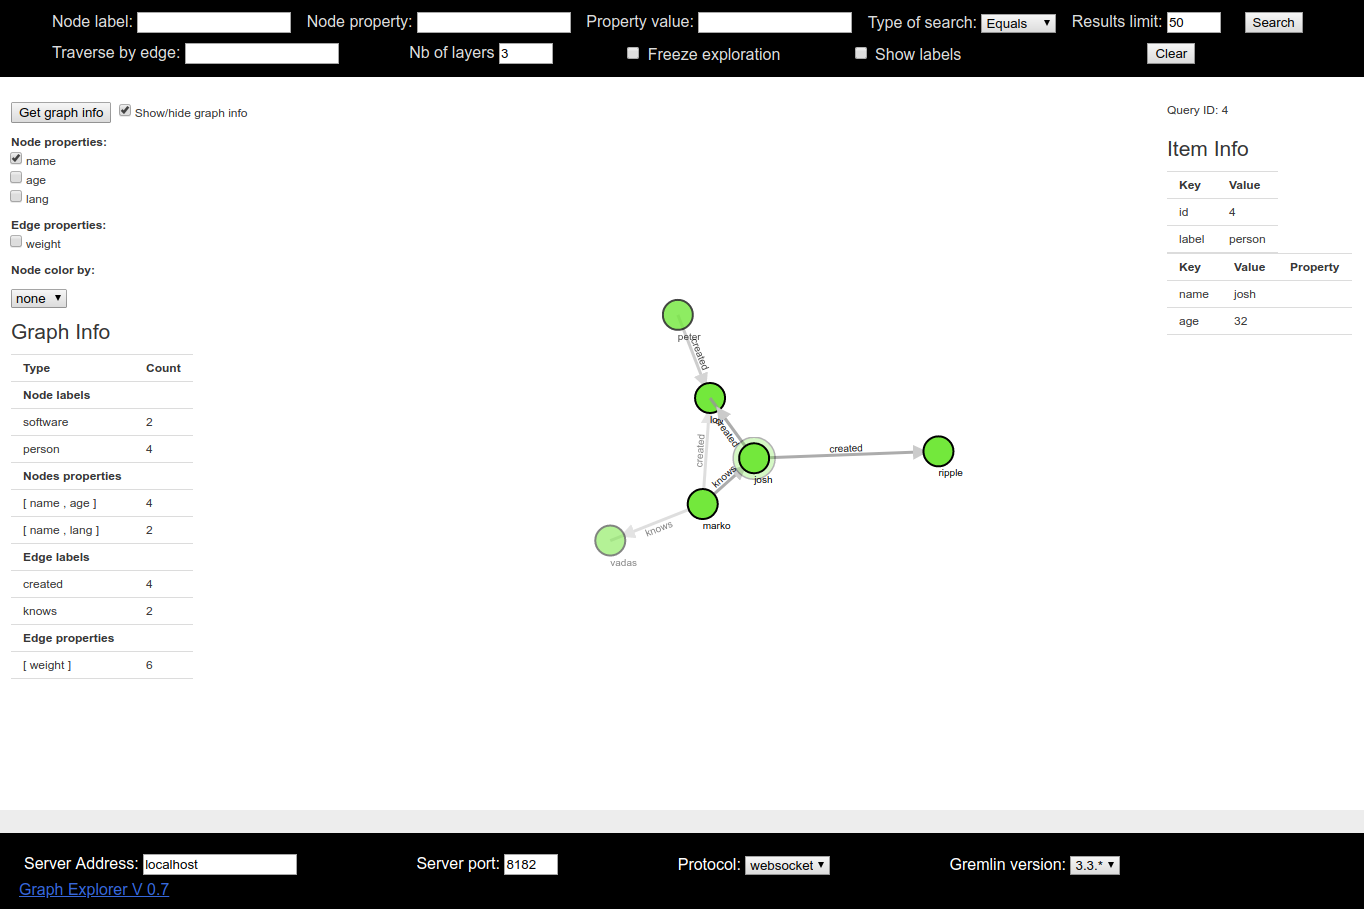 Node label: Node property: Property value: Type of search: Equals Results limit: 50 Search
Traverse by edge: Nb of layers 3 Freeze exploration Show labels Clear
Get graph info Show/hide graph info
Node properties:
name
age
lang
Edge properties:
weight
Node color by:
none
Graph Info
Type Count
Node labels
software 2
person 4
Nodes properties
[ name , age ] 4
[ name , lang ] 2
Edge labels
created 4
knows 2
Edge properties
[ weight ] 6
peter
created
created
created
knows
josh
created
ripple
marko
knows
vadas
Query ID: 4
Item Info
Key Value
id 4
label person
Key Value Property
name josh
age 32
Server Address: localhost Server port: 8182 Protocol: websocket Gremlin version: 3.3.*
Graph Explorer V 0.7